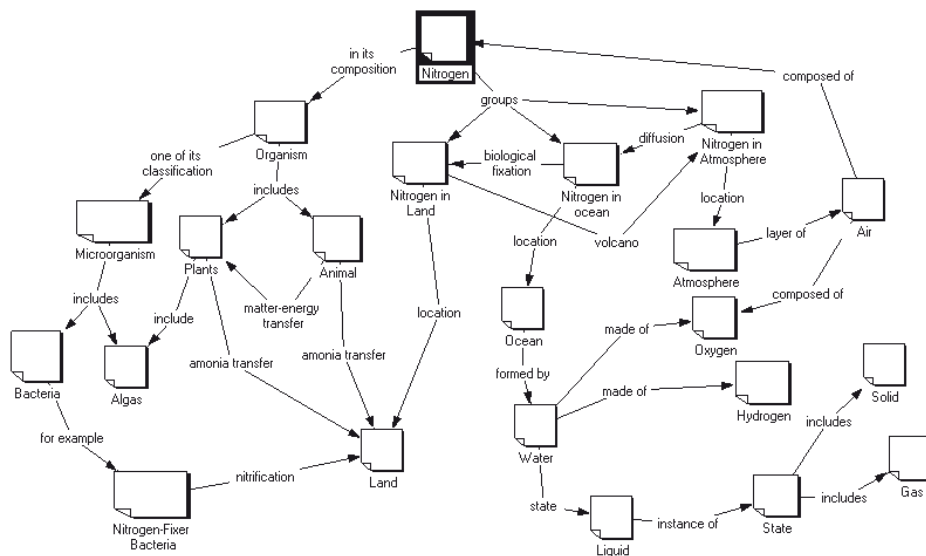 Nitrogen
in its
composition
composed of
groups
Organism
Nitrogen in
Atmosphere
diffusion
one of its
classification
biological
fixation
includes
Nitrogen in
Land
Nitrogen in
ocean
location
Microorganism
Plants
Animal
location
volcano
layer of
Air
Atmosphere
includes
include
matter-energy
transfer
location
composed of
made of
Ocean
Oxygen
amonia transfer
amonia transfer
formed by
Bacteria
Algas
made of
Hydrogen
Solid
for example
includes
nitrification
Land
Water
state
includes
Gas
Nitrogen-Fixer
Bacteria
instance of
State
Liquid